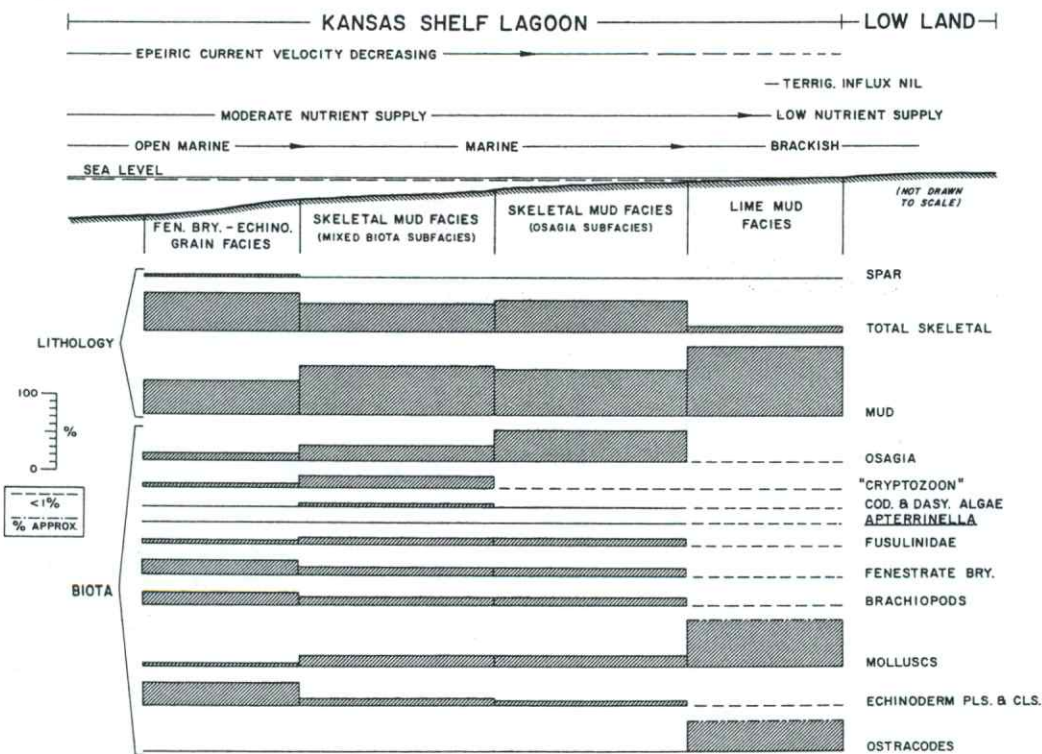 KANSAS SHELF LAGOON
LOW LAND
EPEIRIC CURRENT VELOCITY DECREASING
TERRIG. INFLUX NIL
MODERATE NUTRIENT SUPPLY
LOW NUTRIENT SUPPLY
OPEN MARINE
MARINE
BRACKISH
SEA LEVEL
(NOT DRAWN
TO SCALE)
FEN. BRY. - ECHINO.
GRAIN FACIES
SKELETAL MUD FACIES
(MIXED BIOTA SUBFACIES)
SKELETAL MUD FACIES
(OSAGIA SUBFACIES)
LIME MUD
FACIES
SPAR
TOTAL SKELETAL
LITHOLOGY
MUD
100
%
0
OSAGIA
"CRYPTOZOON"
<1%
% APPROX.
COD. & DASY. ALGAE
APTERRINELLA
FUSULINIDAE
FENESTRATE BRY.
BIOTA
BRACHIOPODS
MOLLUSCS
ECHINODERM PLS. & CLS.
OSTRACODES